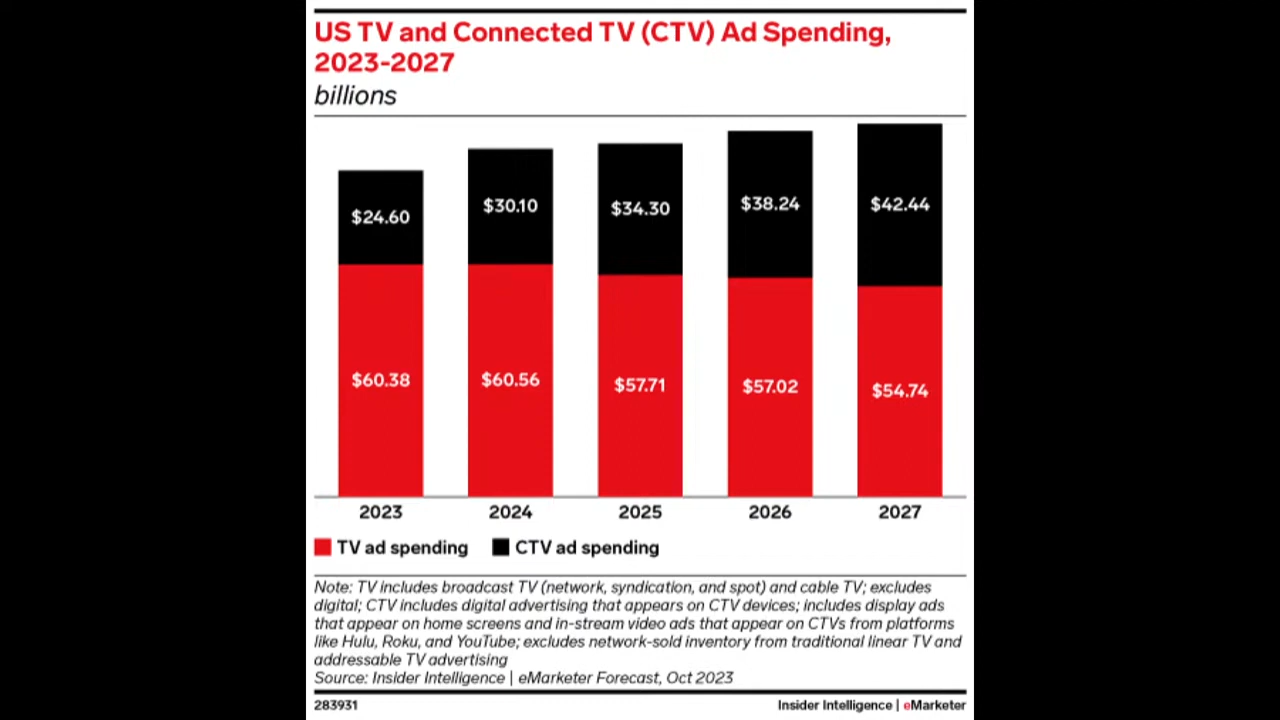 US TV and Connected TV (CTV) Ad Spending,
2023-2027
billions
$24.60
$30.10
$34.30
$38.24
$42.44
$60.38
$60.56
$57.71
$57.02
$54.74
2023
2024
2025
2026
2027
TV ad spending
CTV ad spending
Note: TV includes broadcast TV (network, syndication, and spot) and cable TV; excludes
digital; CTV includes digital advertising that appears on CTV devices; includes display ads
that appear on home screens and in-stream video ads that appear on CTVs from platforms
like Hulu, Roku, and YouTube; excludes network-sold inventory from traditional linear TV and
addressable TV advertising
Source: Insider Intelligence | eMarketer Forecast, Oct 2023
283931
Insider Intelligence | eMarketer